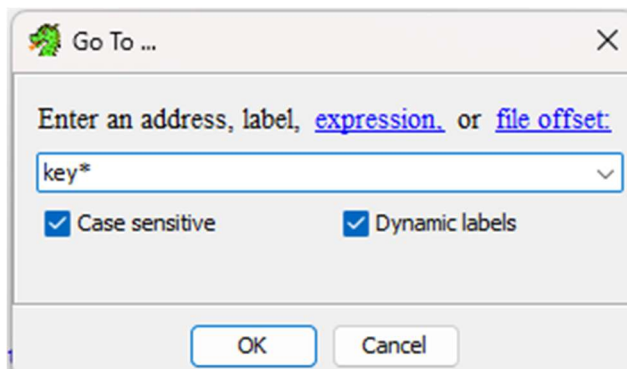 Go To ...
Enter an address, label, expression, or file offset:
key*
Case sensitive Dynamic labels
OK Cancel